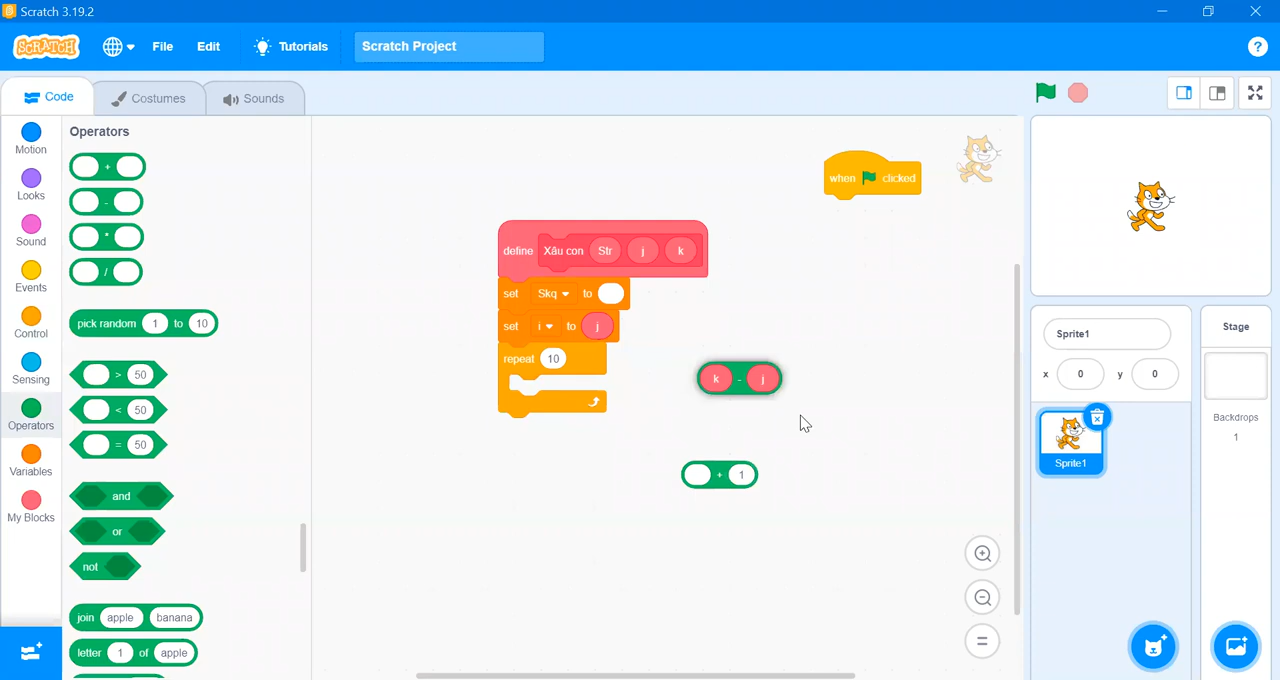 Scratch 3.19.2
SCRATCH File Edit Tutorials Scratch Project ?
Code Costumes Sounds
Motion
Looks
Sound
Events
Control
Sensing
Operators
Variables
My Blocks
Operators
+
-
*
/
pick random 1 to 10
> 50
< 50
= 50
and
or
not
join apple banana
letter 1 of apple
when clicked
define Xâu con Str j k
set Skq to
set i to j
repeat 10
k - j
+ 1
Sprite1
x 0 y 0
Sprite1
Stage
Backdrops
1